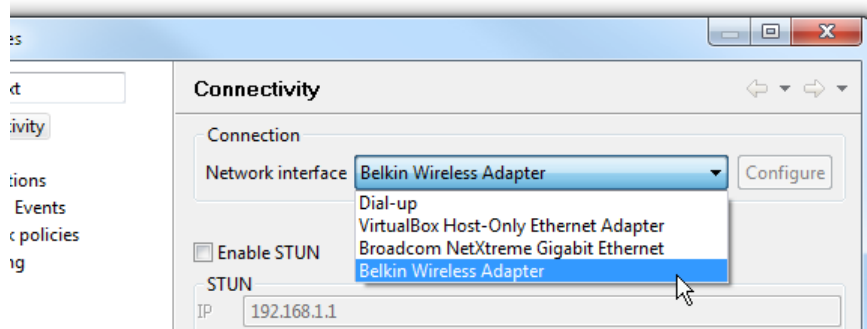 es
xt
Connectivity
ivity
Connection
Network interface Belkin Wireless Adapter Configure
tions
Dial-up
Events
VirtualBox Host-Only Ethernet Adapter
c policies
Broadcom NetXtreme Gigabit Ethernet
ng
Enable STUN
Belkin Wireless Adapter
STUN
IP 192.168.1.1